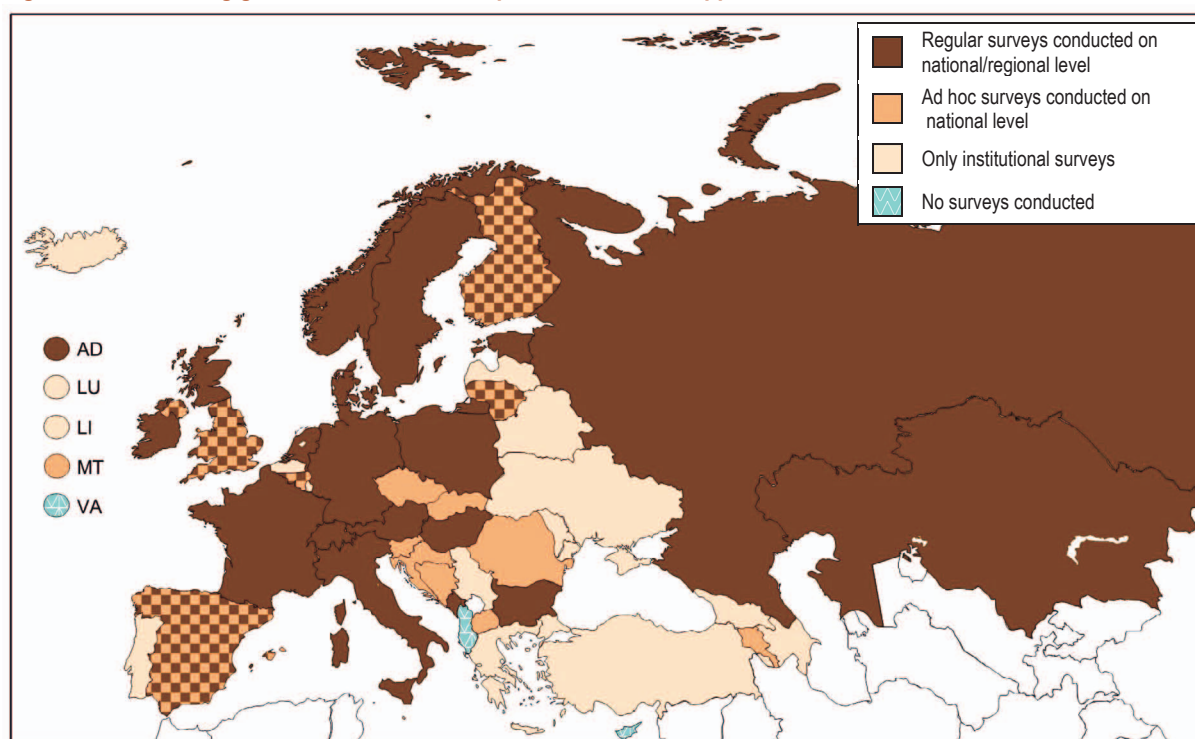 Regular surveys conducted on
national/regional level
Ad hoc surveys conducted on
national level
Only institutional surveys
No surveys conducted
AD
LU
LI
MT
VA